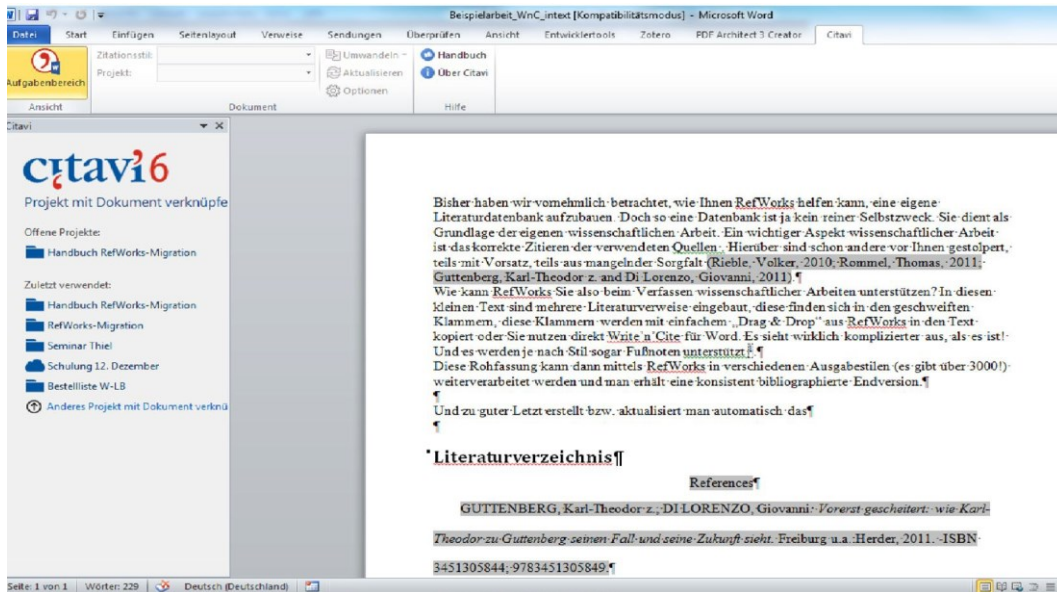 Beispielarbeit_WnC_intext [Kompatibilitätsmodus] - Microsoft Word
Datei Start Einfügen Seitenlayout Verweise Sendungen Überprüfen Ansicht Entwicklertools Zotero PDF Architect 3 Creator Citavi
Aufgabenbereich
Zitationsstil:
Projekt:
Umwandeln
Aktualisieren
Optionen
Handbuch
Über Citavi
Ansicht Dokument Hilfe
Citavi
citavi 6
Projekt mit Dokument verknüpfe
Offene Projekte:
Handbuch RefWorks-Migration
Zuletzt verwendet:
Handbuch RefWorks-Migration
RefWorks-Migration
Seminar Thiel
Schulung 12. Dezember
Bestellliste W-LB
Anderes Projekt mit Dokument verknü
Bisher haben wir vornehmlich betrachtet, wie Ihnen RefWorks helfen kann, eine eigene
Literaturdatenbank aufzubauen. Doch so eine Datenbank ist ja kein reiner Selbstzweck. Sie dient als
Grundlage der eigenen wissenschaftlichen Arbeit. Ein wichtiger Aspekt wissenschaftlicher Arbeit
ist das korrekte Zitieren der verwendeten Quellen . Hierüber sind schon andere vor Ihnen gestolpert,
teils mit Vorsatz, teils aus mangelnder Sorgfalt (Rieble, Volker, 2010; Rommel, Thomas, 2011;
Guttenberg, Karl-Theodor z. and Di Lorenzo, Giovanni, 2011).¶
Wie kann RefWorks Sie also beim Verfassen wissenschaftlicher Arbeiten unterstützen? In diesen
kleinen Text sind mehrere Literaturverweise eingebaut, diese finden sich in den geschweiften
Klammern, diese Klammern werden mit einfachem „Drag & Drop“ aus RefWorks in den Text
kopiert oder Sie nutzen direkt Write'n'Cite für Word. Es sieht wirklich komplizierter aus, als es ist!
Und es werden je nach Stil sogar Fußnoten unterstützt .¶
Diese Rohfassung kann dann mittels RefWorks in verschiedenen Ausgabestilen (es gibt über 3000!)
weiterverarbeitet werden und man erhält eine konsistent bibliographierte Endversion.¶
¶
Und zu guter Letzt erstellt bzw. aktualisiert man automatisch das¶
¶
Literaturverzeichnis¶
References¶
GUTTENBERG, Karl-Theodor z.; DI LORENZO, Giovanni: Vorerst gescheitert: wie Karl-
Theodor zu Guttenberg seinen Fall und seine Zukunft sieht. Freiburg u.a.:Herder, 2011. -ISBN
3451305844; 9783451305849.¶
Seite: 1 von 1 Wörter: 229 Deutsch (Deutschland)